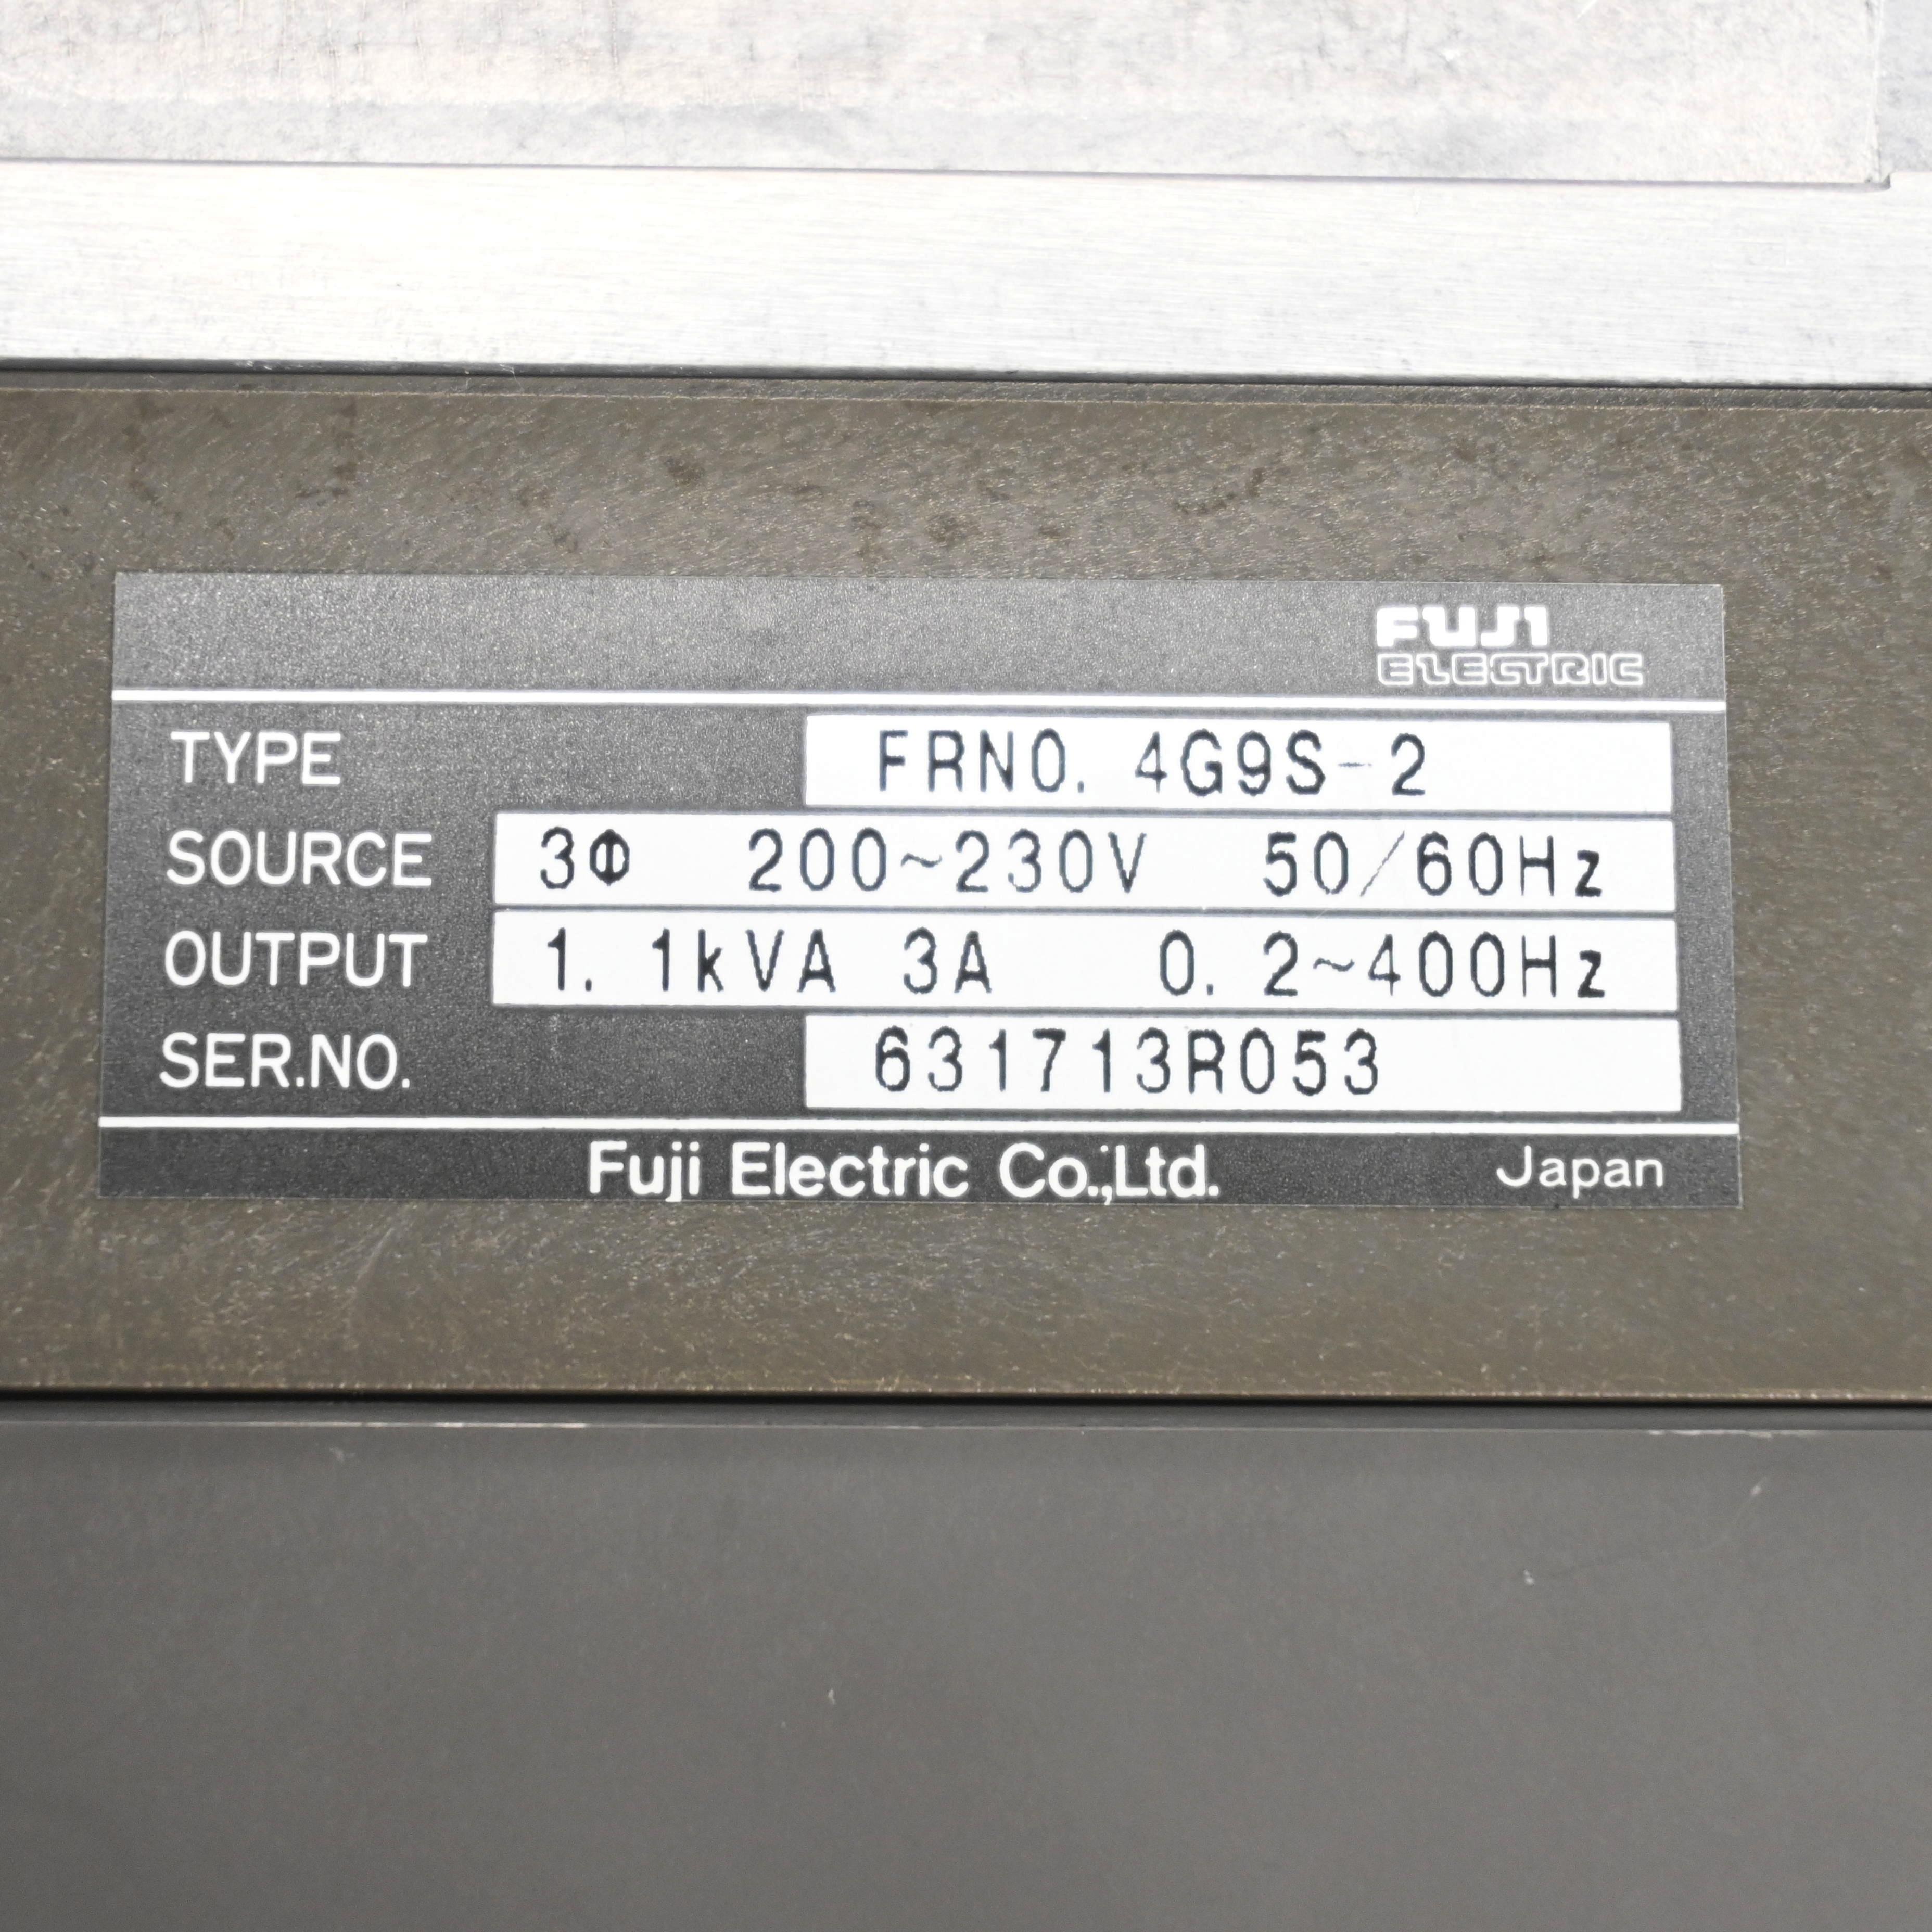 FUJI
ELECTRIC
TYPE FRN0.4G9S-2
SOURCE 3Φ 200~230V 50/60Hz
OUTPUT 1.1kVA 3A 0.2~400Hz
SER.NO. 631713R053
Fuji Electric Co.,Ltd. Japan